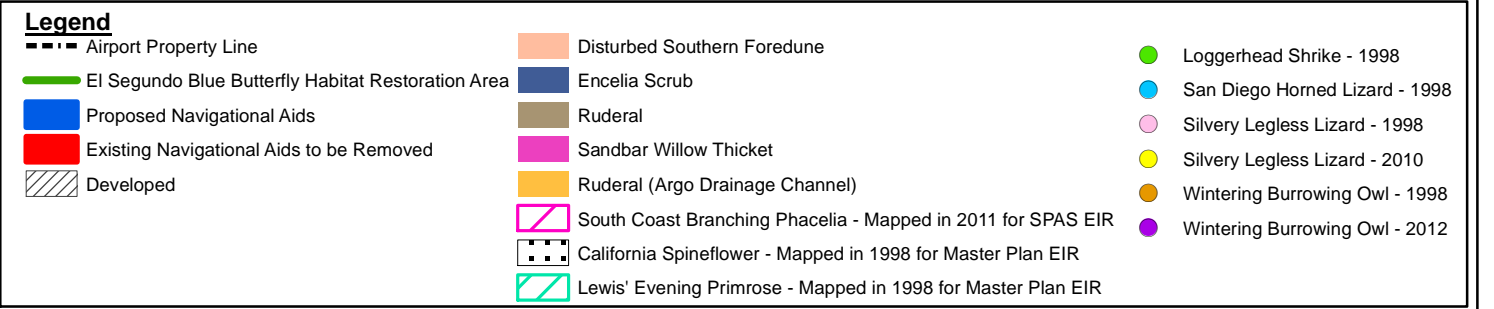 Legend
Airport Property Line
El Segundo Blue Butterfly Habitat Restoration Area
Proposed Navigational Aids
Existing Navigational Aids to be Removed
Developed
Disturbed Southern Foredune
Encelia Scrub
Ruderal
Sandbar Willow Thicket
Ruderal (Argo Drainage Channel)
South Coast Branching Phacelia - Mapped in 2011 for SPAS EIR
California Spineflower - Mapped in 1998 for Master Plan EIR
Lewis' Evening Primrose - Mapped in 1998 for Master Plan EIR
Loggerhead Shrike - 1998
San Diego Horned Lizard - 1998
Silvery Legless Lizard - 1998
Silvery Legless Lizard - 2010
Wintering Burrowing Owl - 1998
Wintering Burrowing Owl - 2012